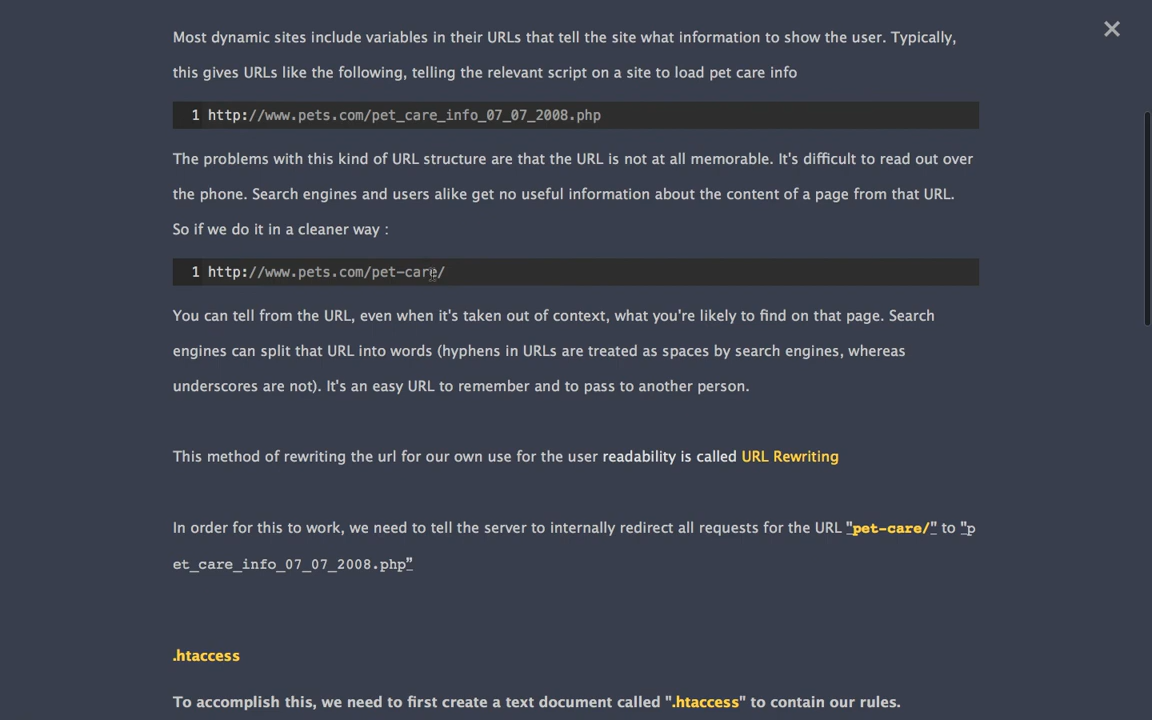 Most dynamic sites include variables in their URLs that tell the site what information to show the user. Typically,
this gives URLs like the following, telling the relevant script on a site to load pet care info
1 http://www.pets.com/pet_care_info_07_07_2008.php
The problems with this kind of URL structure are that the URL is not at all memorable. It's difficult to read out over
the phone. Search engines and users alike get no useful information about the content of a page from that URL.
So if we do it in a cleaner way :
1 http://www.pets.com/pet-care/
You can tell from the URL, even when it's taken out of context, what you're likely to find on that page. Search
engines can split that URL into words (hyphens in URLs are treated as spaces by search engines, whereas
underscores are not). It's an easy URL to remember and to pass to another person.
This method of rewriting the url for our own use for the user readability is called URL Rewriting
In order for this to work, we need to tell the server to internally redirect all requests for the URL "pet-care/" to "p
et_care_info_07_07_2008.php”
.htaccess
To accomplish this, we need to first create a text document called ".htaccess" to contain our rules.